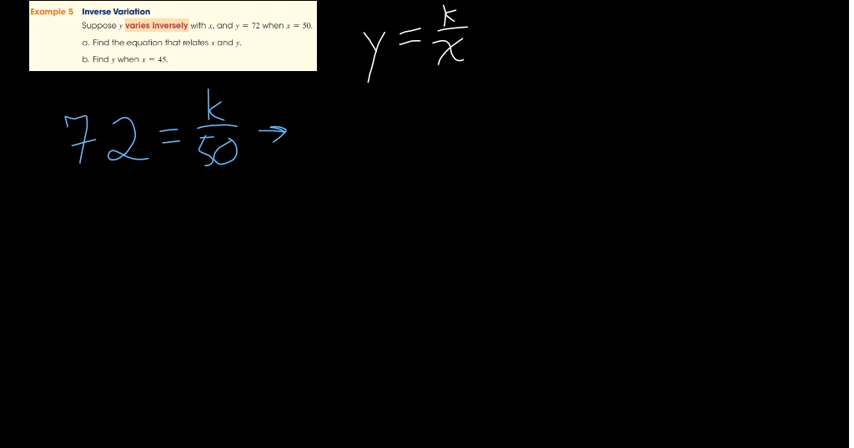 Example 5 Inverse Variation
Suppose y varies inversely with x, and y = 72 when x = 50.
a. Find the equation that relates x and y.
b. Find y when x = 45.
y = k/x
72 = k/50 →